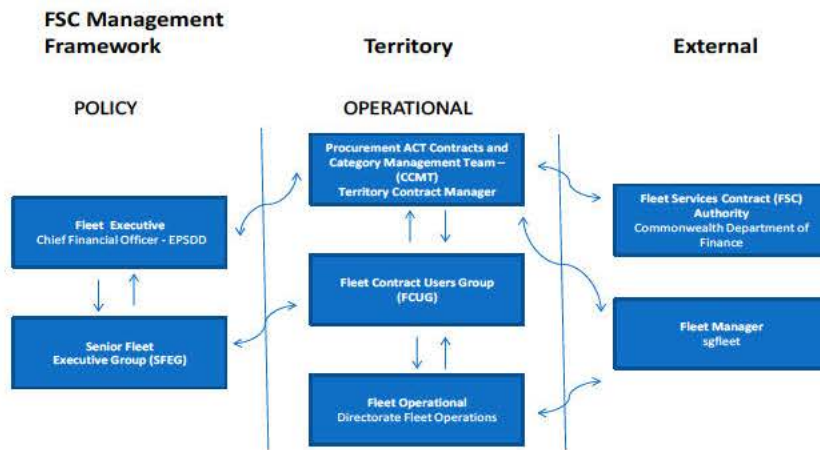 FSC Management
Framework
Territory
External
POLICY
OPERATIONAL
Procurement ACT Contracts and
Category Management Team –
(CCMT)
Territory Contract Manager
Fleet Executive
Chief Financial Officer - EPSDD
Fleet Services Contract (FSC)
Authority
Commonwealth Department of
Finance
Fleet Contract Users Group
(FCUG)
Senior Fleet
Executive Group (SFEG)
Fleet Manager
sgfleet
Fleet Operational
Directorate Fleet Operations